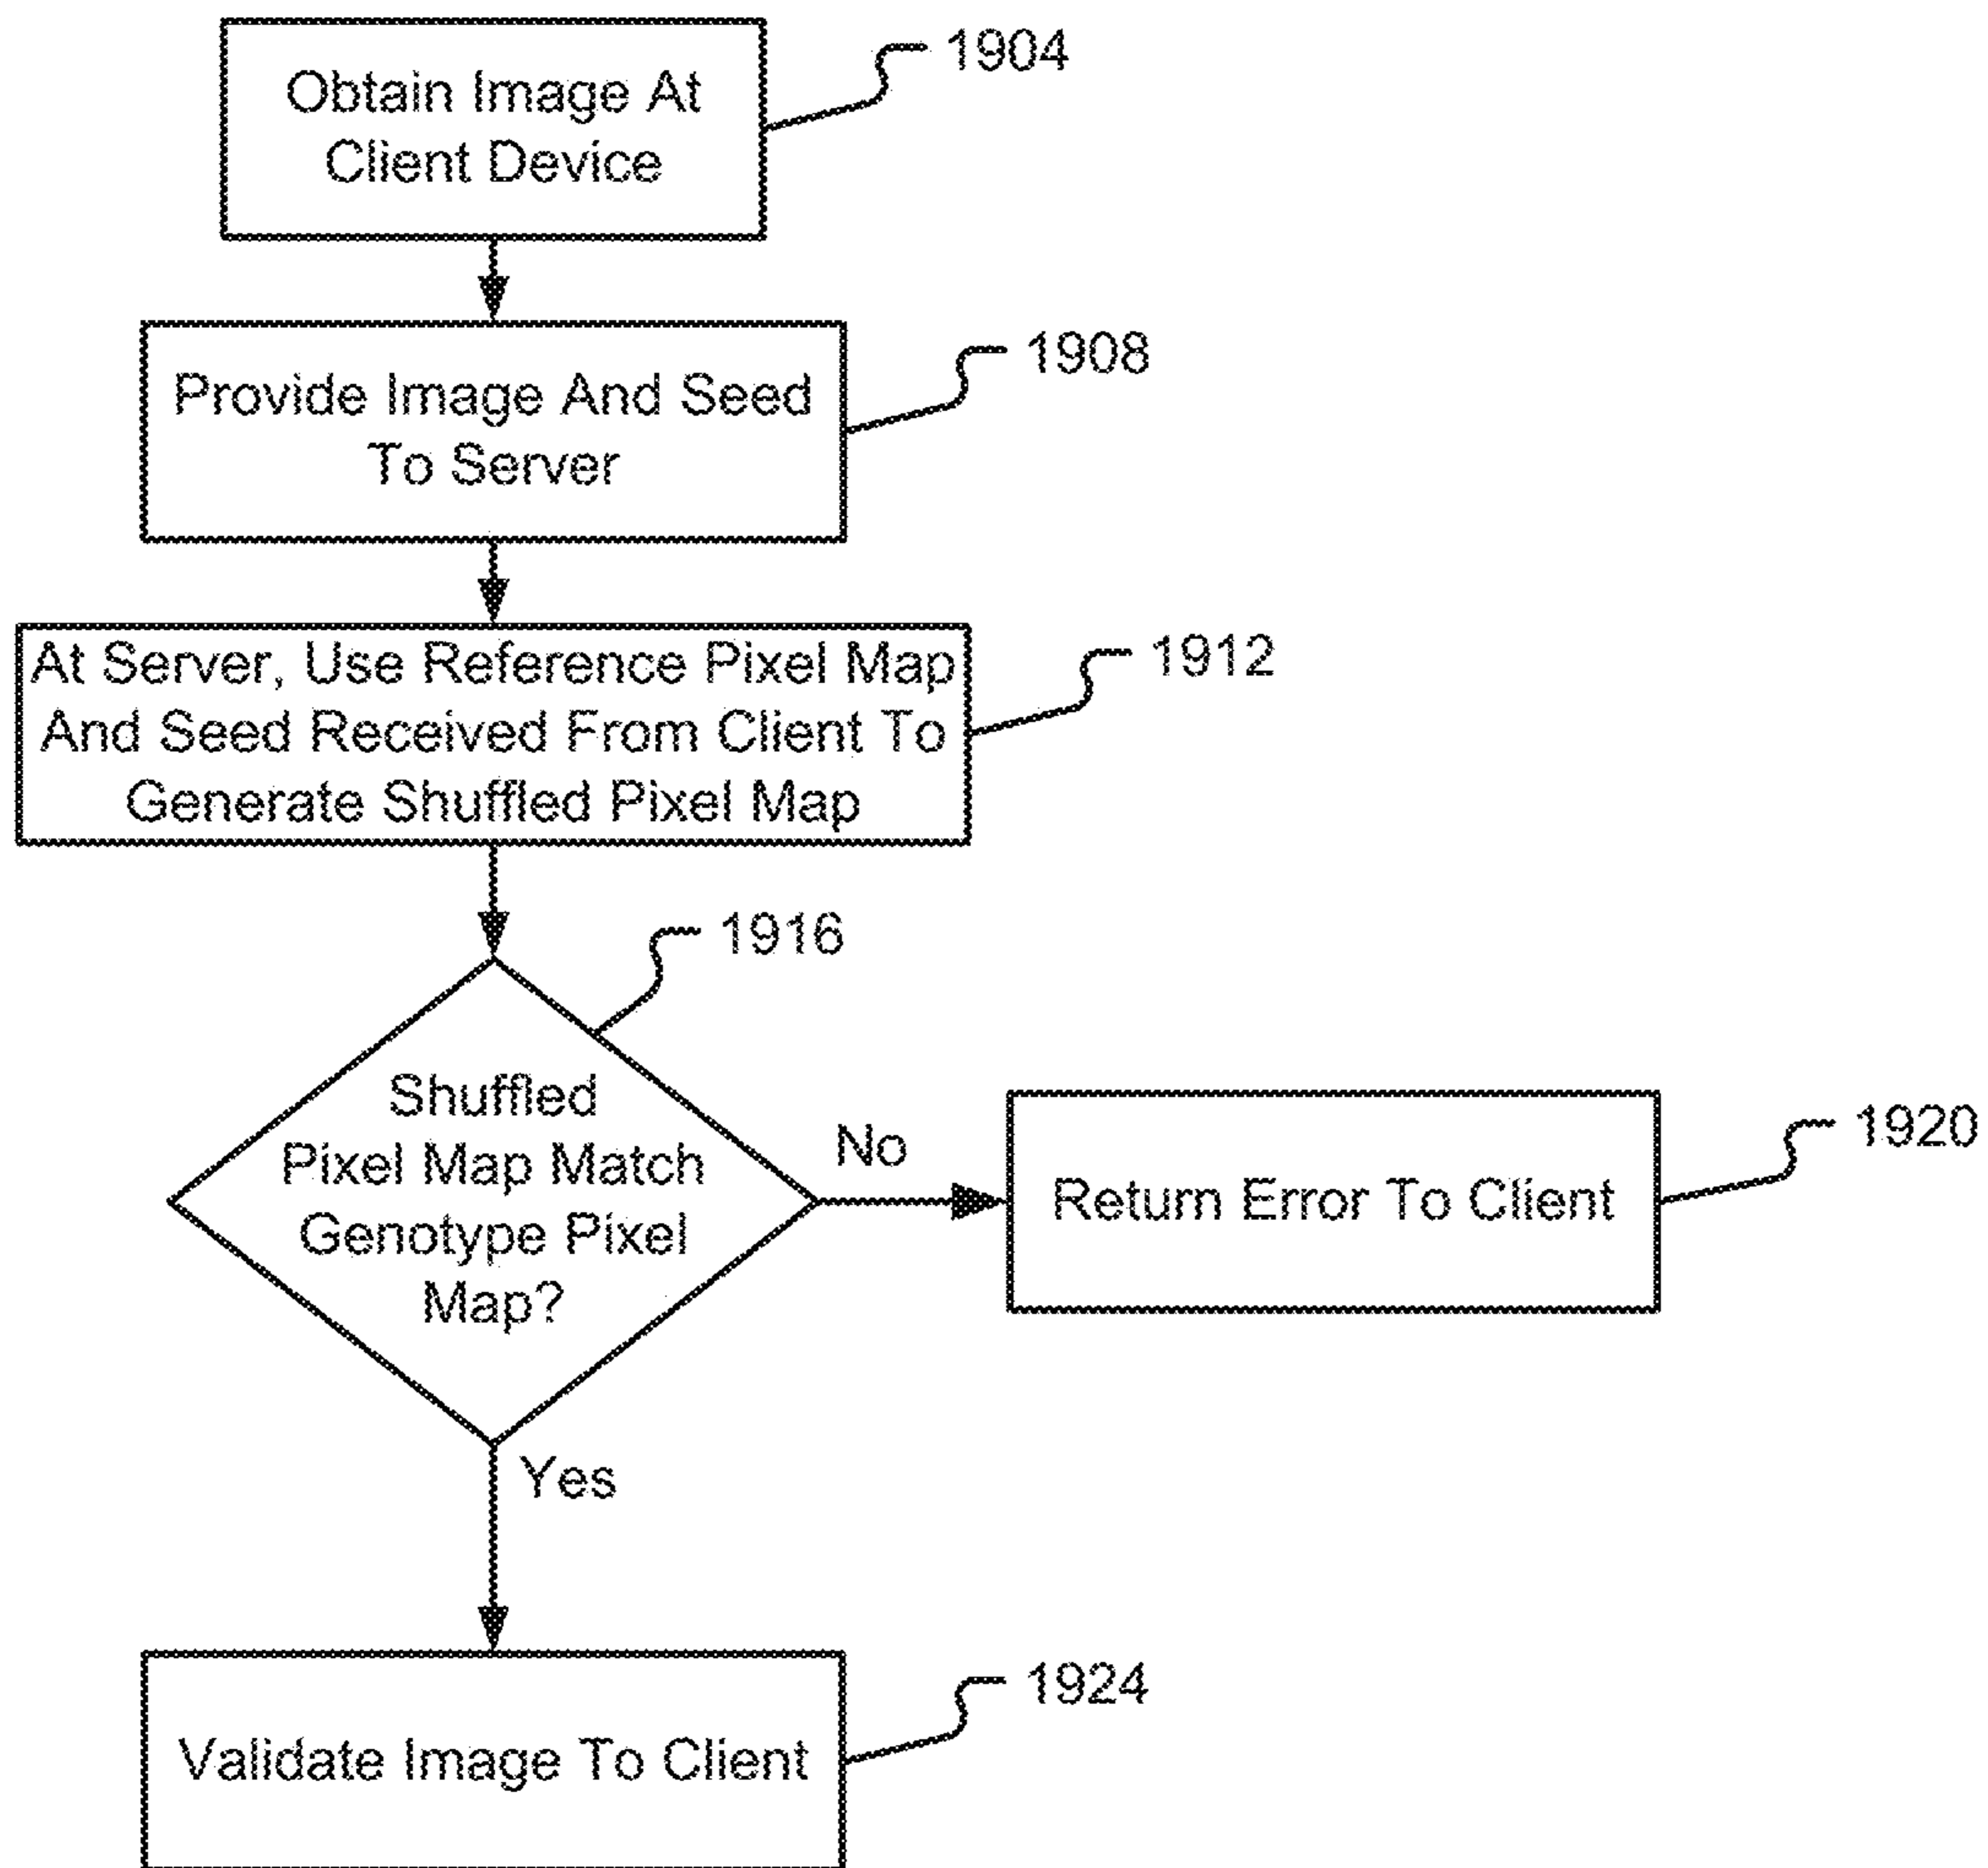 1904
Obtain Image At
Client Device
1908
Provide Image And Seed
To Server
1912
At Server, Use Reference Pixel Map
And Seed Received From Client To
Generate Shuffled Pixel Map
1916
Shuffled
Pixel Map Match
Genotype Pixel
Map?
No
1920
Return Error To Client
Yes
1924
Validate Image To Client